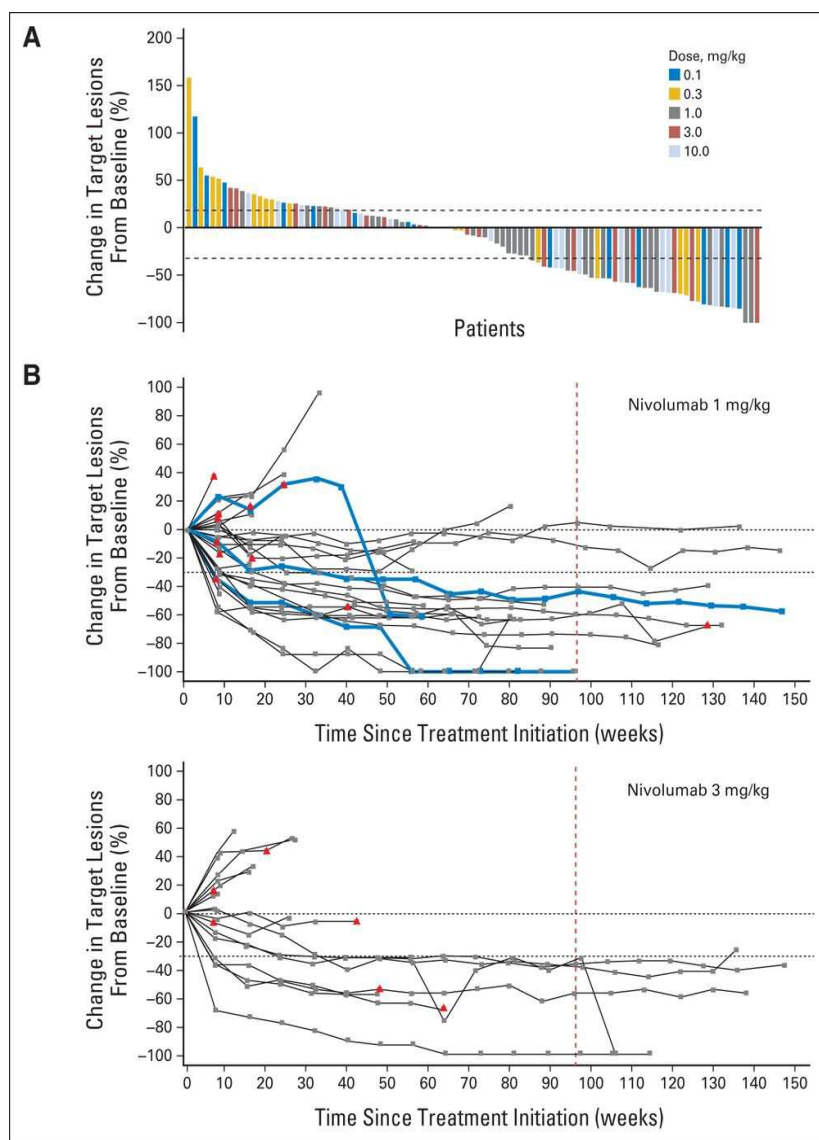 A
Change in Target Lesions
From Baseline (%)
200
150
100
50
0
−50
−100
Patients
Dose, mg/kg
0.1
0.3
1.0
3.0
10.0
B
Change in Target Lesions
From Baseline (%)
100
80
60
40
20
0
−20
−40
−60
−80
−100
Nivolumab 1 mg/kg
0 10 20 30 40 50 60 70 80 90 100 110 120 130 140 150
Time Since Treatment Initiation (weeks)
Change in Target Lesions
From Baseline (%)
100
80
60
40
20
0
−20
−40
−60
−80
−100
Nivolumab 3 mg/kg
0 10 20 30 40 50 60 70 80 90 100 110 120 130 140 150
Time Since Treatment Initiation (weeks)